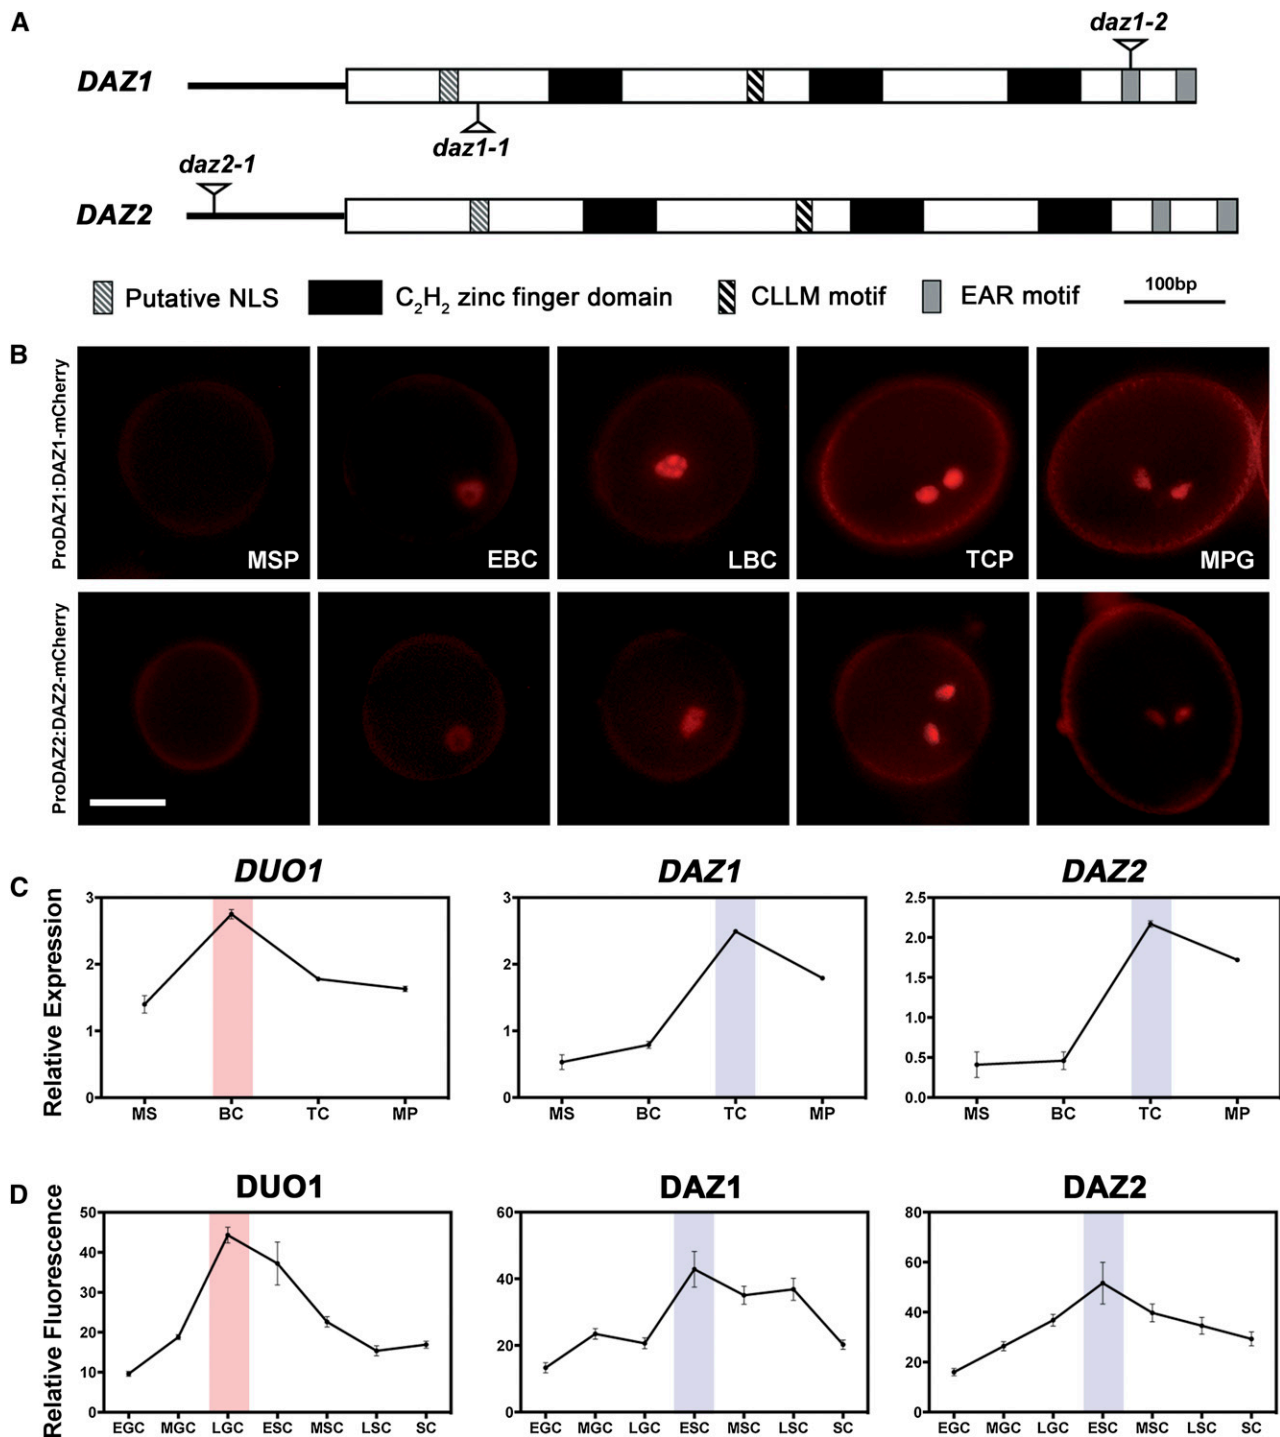 A
daz1-2
DAZ1
daz1-1
daz2-1
DAZ2
Putative NLS
C₂H₂ zinc finger domain
CLLM motif
EAR motif
100bp
B
ProDAZ1:DAZ1-mCherry
MSP
EBC
LBC
TCP
MPG
ProDAZ2:DAZ2-mCherry
C
DUO1
DAZ1
DAZ2
Relative Expression
3
2
1
0
MS BC TC MP
3
2
1
0
MS BC TC MP
2.5
2.0
1.5
1.0
0.5
0.0
MS BC TC MP
D
DUO1
DAZ1
DAZ2
Relative Fluorescence
50
40
30
20
10
0
EGC MGC LGC ESC MSC LSC SC
60
40
20
0
EGC MGC LGC ESC MSC LSC SC
80
60
40
20
0
EGC MGC LGC ESC MSC LSC SC